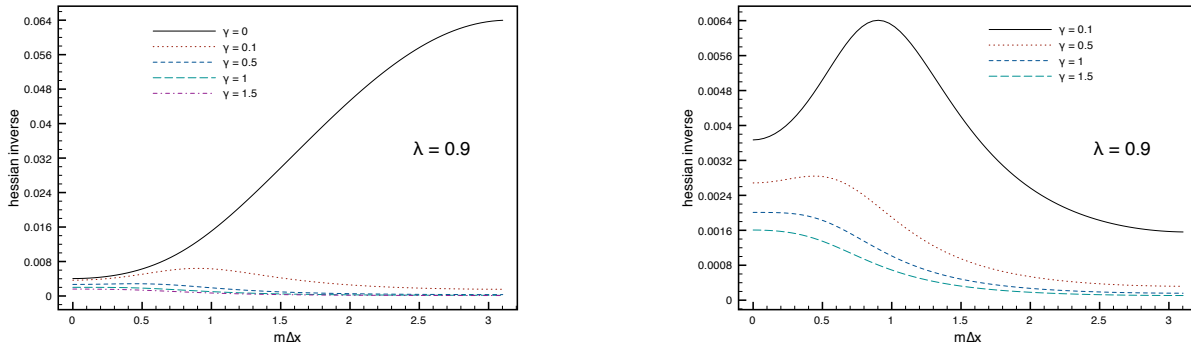 0.064
0.056
0.048
0.04
0.032
0.024
0.016
0.008
0
hessian inverse
γ = 0
γ = 0.1
γ = 0.5
γ = 1
γ = 1.5
λ = 0.9
0 0.5 1 1.5 2 2.5 3
mΔx
0.0064
0.0056
0.0048
0.004
0.0032
0.0024
0.0016
0.0008
0
hessian inverse
γ = 0.1
γ = 0.5
γ = 1
γ = 1.5
λ = 0.9
0 0.5 1 1.5 2 2.5 3
mΔx